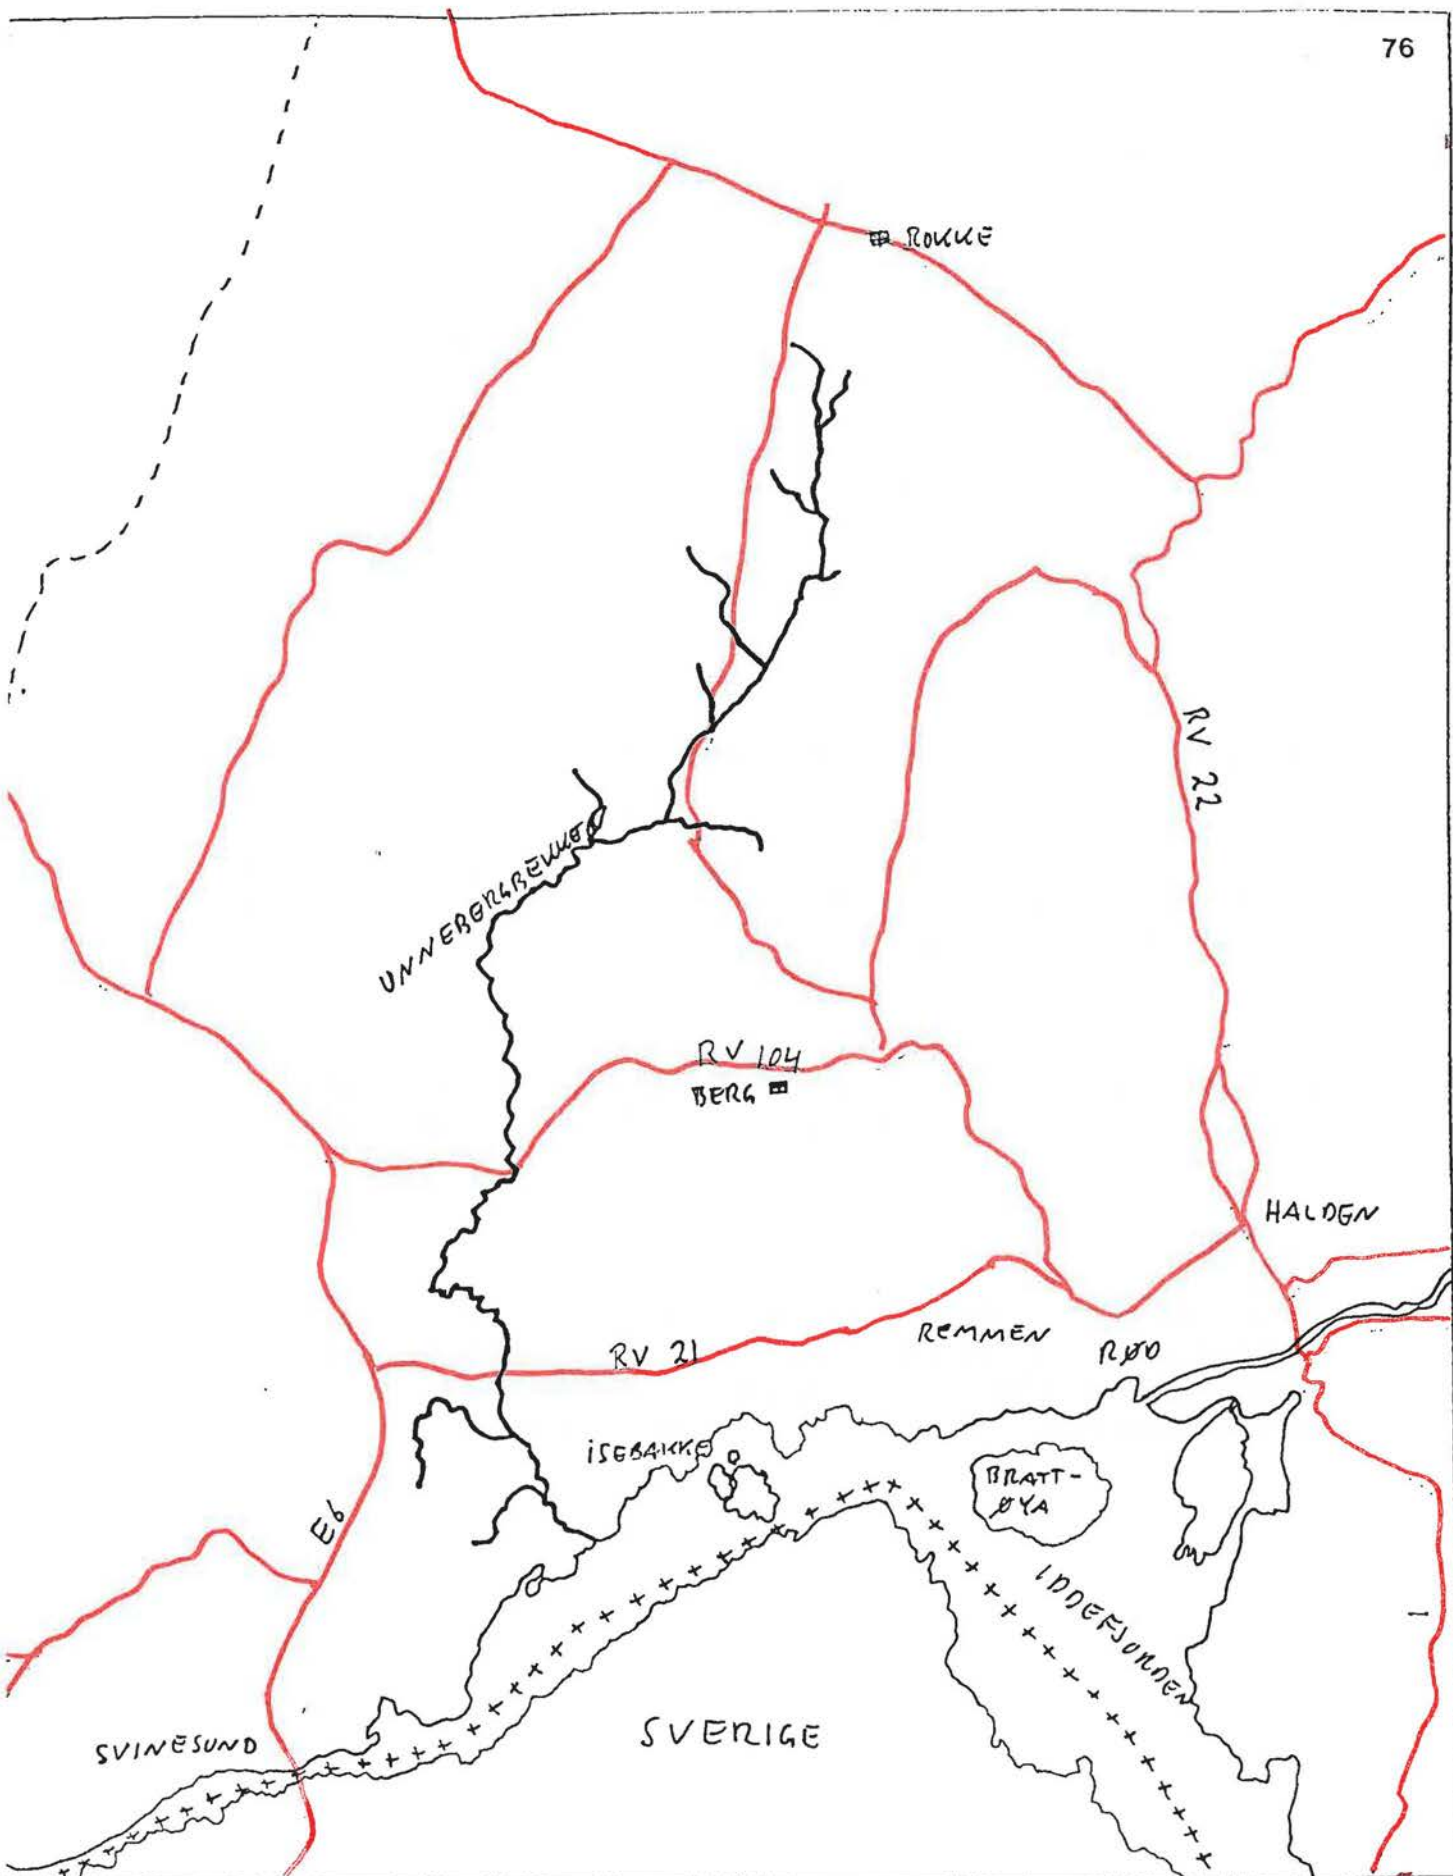 76
ROKKE
RV 22
UNNEBERGBEKKEN
RV 104
BERG
HALDEN
REMMEN
RØD
RV 21
ISEBAKKE
BRATT-
ØYA
E6
IDDEFJORDEN
SVINESUND
SVERIGE